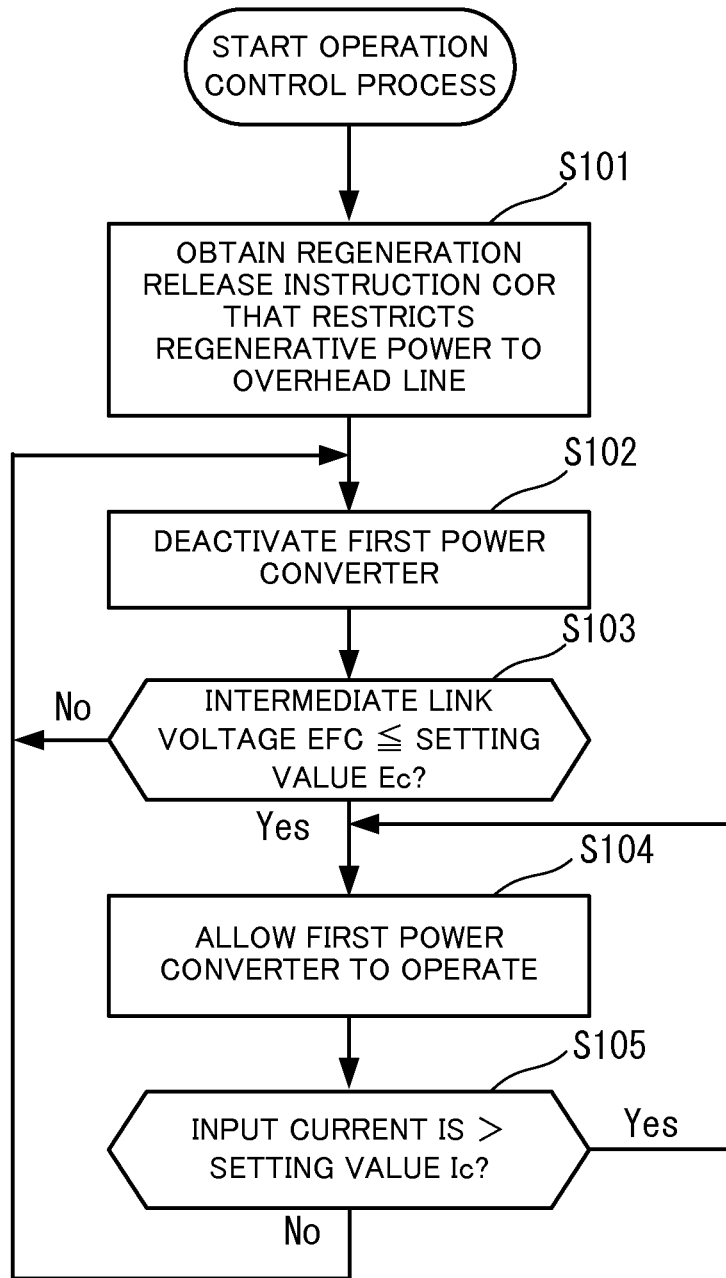 START OPERATION
CONTROL PROCESS
S101
OBTAIN REGENERATION
RELEASE INSTRUCTION COR
THAT RESTRICTS
REGENERATIVE POWER TO
OVERHEAD LINE
S102
DEACTIVATE FIRST POWER
CONVERTER
S103
INTERMEDIATE LINK
VOLTAGE EFC ≦ SETTING
VALUE Ec?
No
Yes
S104
ALLOW FIRST POWER
CONVERTER TO OPERATE
S105
INPUT CURRENT IS >
SETTING VALUE Ic?
Yes
No